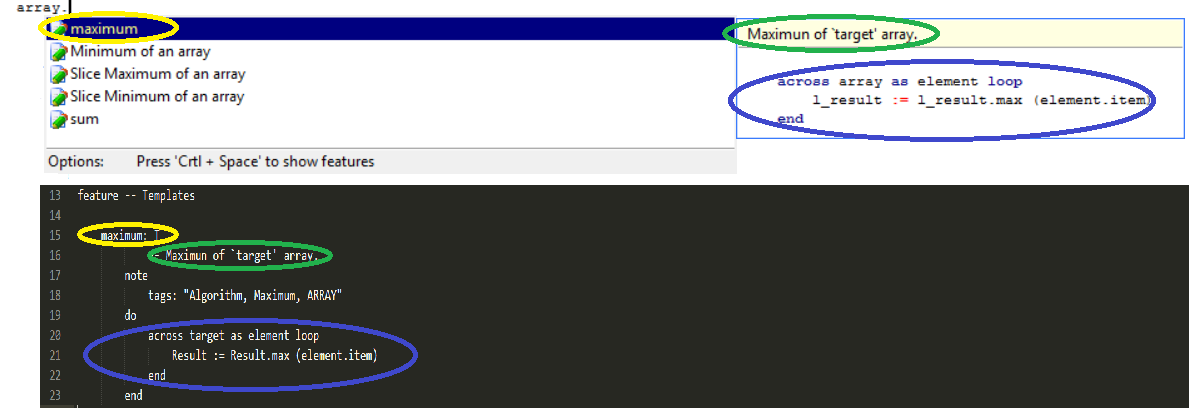 array.
maximum
Minimum of an array
Slice Maximum of an array
Slice Minimum of an array
sum
Options: Press 'Crtl + Space' to show features
Maximun of `target' array.
across array as element loop
l_result := l_result.max (element.item)
end
13 feature -- Templates
14
15 maximum: T
16 -- Maximun of `target' array.
17 note
18 tags: "Algorithm, Maximum, ARRAY"
19 do
20 across target as element loop
21 Result := Result.max (element.item)
22 end
23 end